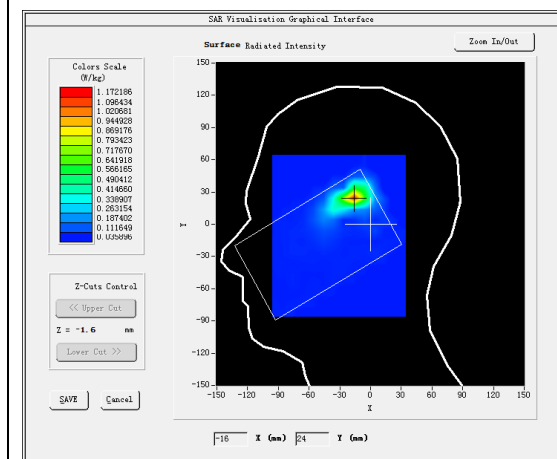 SAR Visualisation Graphical Interface
Surface Radiated Intensity
Zoom In/Out
Colors Scale
(W/kg)
1.172186
1.096434
1.020681
0.944928
0.869176
0.793423
0.717670
0.641918
0.566165
0.490412
0.414660
0.338907
0.263154
0.187402
0.111649
0.035896
150
120
90
60
30
0
-30
-60
-90
-120
-150
Y
-150 -120 -90 -60 -30 0 30 60 90 120 150
X
Z-Cuts Control
<< Upper Cut
Z = -1.6 mm
Lower Cut >>
SAVE
Cancel
-16 X (mm) 24 Y (mm)